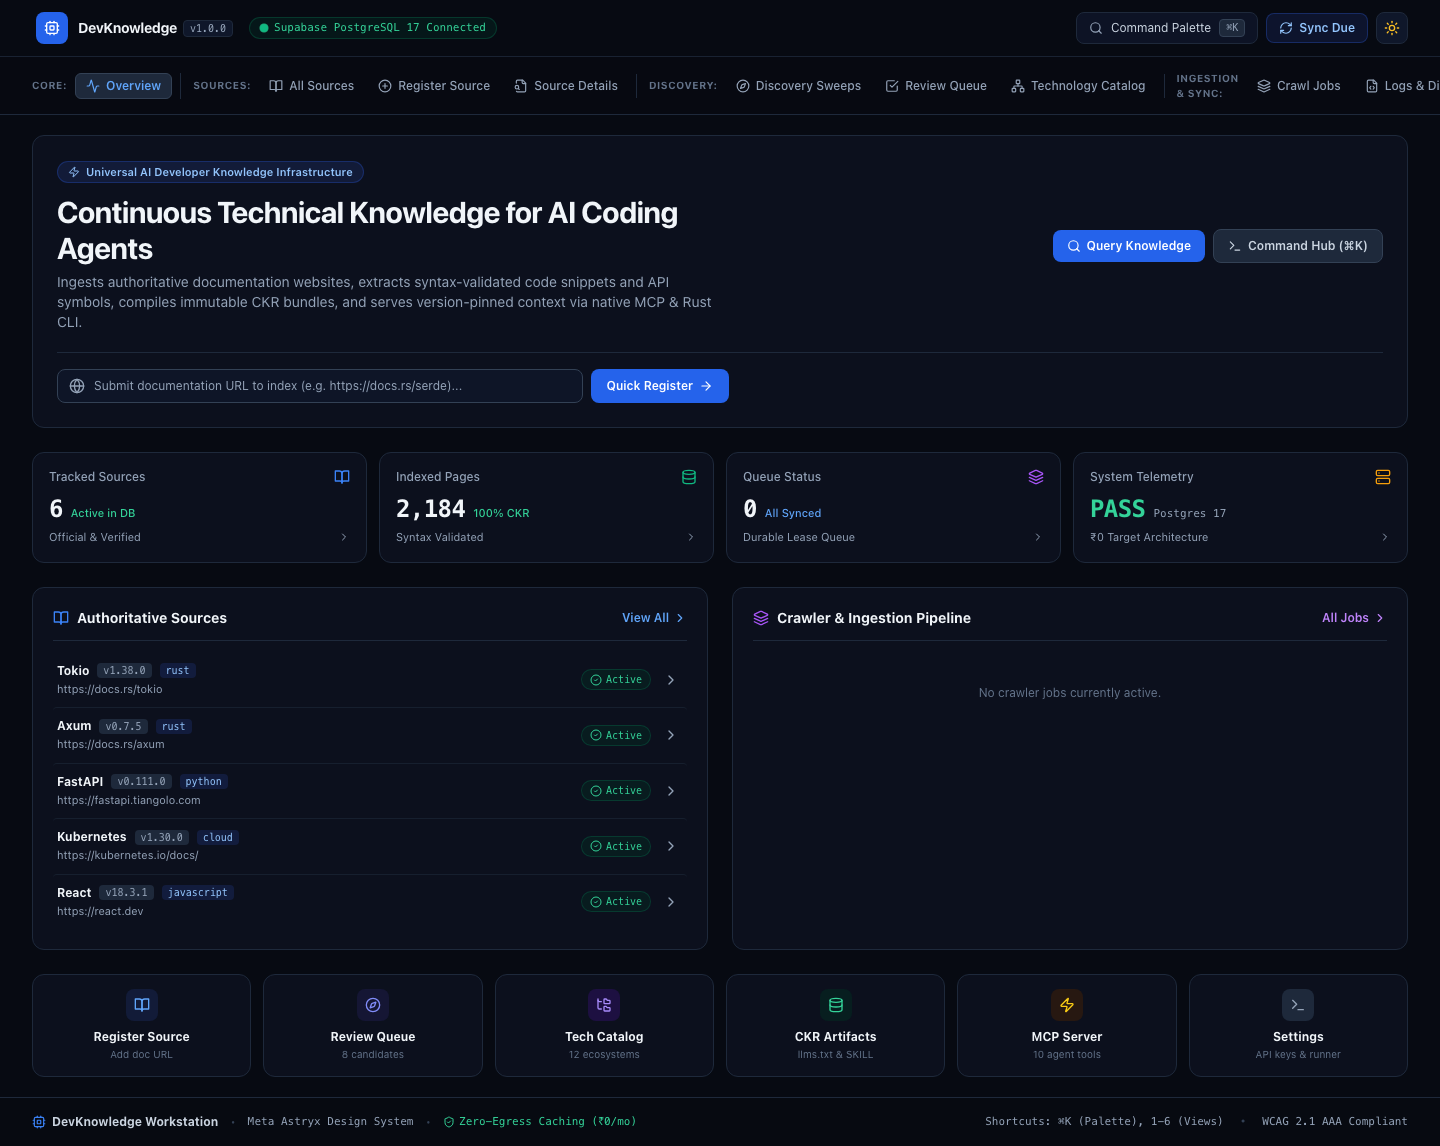 DevKnowledge v1.0.0 Supabase PostgreSQL 17 Connected Command Palette ⌘K Sync Due
CORE: Overview SOURCES: All Sources Register Source Source Details DISCOVERY: Discovery Sweeps Review Queue Technology Catalog INGESTION & SYNC: Crawl Jobs Logs & Di
Universal AI Developer Knowledge Infrastructure
Continuous Technical Knowledge for AI Coding
Agents
Query Knowledge Command Hub (⌘K)
Ingests authoritative documentation websites, extracts syntax-validated code snippets and API
symbols, compiles immutable CKR bundles, and serves version-pinned context via native MCP & Rust
CLI.
Submit documentation URL to index (e.g. https://docs.rs/serde)... Quick Register
Tracked Sources
6 Active in DB
Official & Verified
Indexed Pages
2,184 100% CKR
Syntax Validated
Queue Status
0 All Synced
Durable Lease Queue
System Telemetry
PASS Postgres 17
₹0 Target Architecture
Authoritative Sources View All
Tokio v1.38.0 rust
https://docs.rs/tokio
Active
Axum v0.7.5 rust
https://docs.rs/axum
Active
FastAPI v0.111.0 python
https://fastapi.tiangolo.com
Active
Kubernetes v1.30.0 cloud
https://kubernetes.io/docs/
Active
React v18.3.1 javascript
https://react.dev
Active
Crawler & Ingestion Pipeline All Jobs
No crawler jobs currently active.
Register Source
Add doc URL
Review Queue
8 candidates
Tech Catalog
12 ecosystems
CKR Artifacts
llms.txt & SKILL
MCP Server
10 agent tools
Settings
API keys & runner
DevKnowledge Workstation · Meta Astryx Design System · Zero-Egress Caching (₹0/mo) Shortcuts: ⌘K (Palette), 1–6 (Views) · WCAG 2.1 AAA Compliant